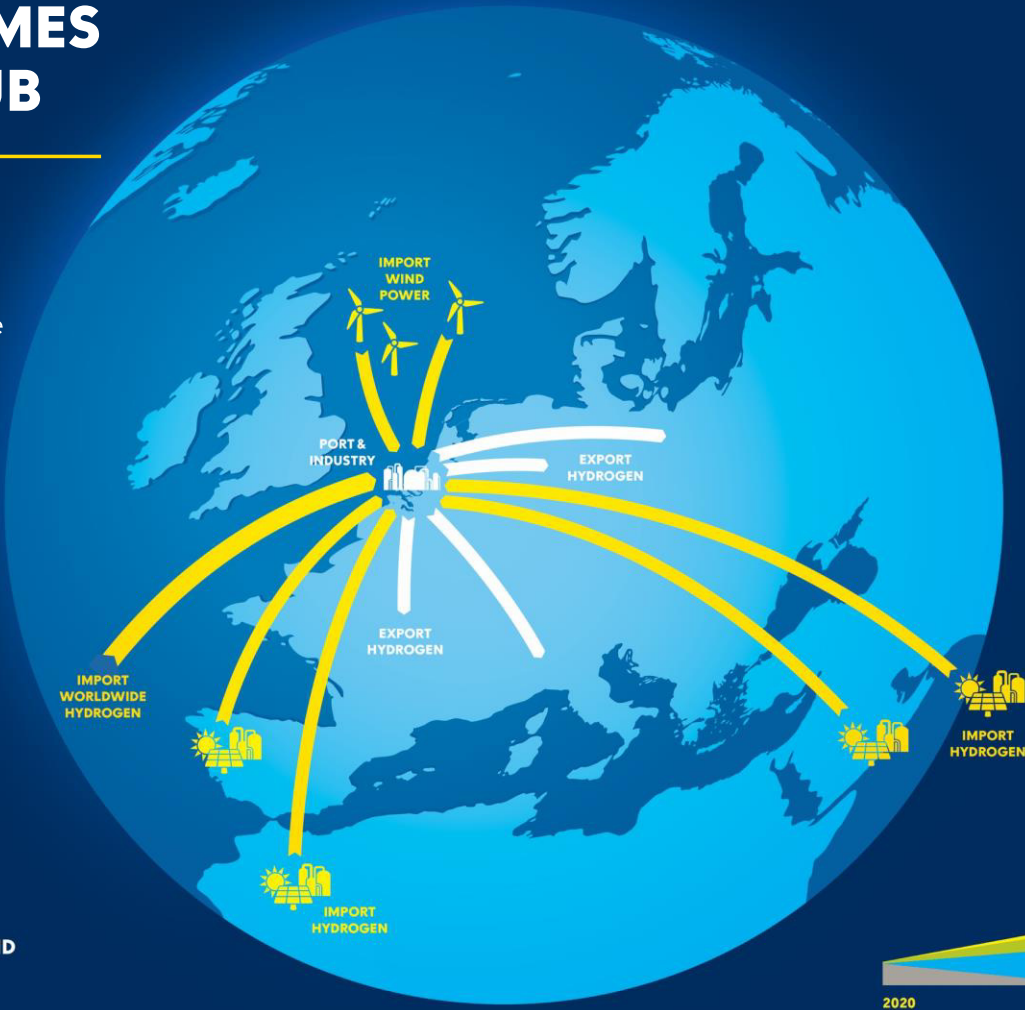 MES
UB
e
IMPORT
WIND
POWER
PORT &
INDUSTRY
EXPORT
HYDROGEN
EXPORT
HYDROGEN
IMPORT
WORLDWIDE
HYDROGEN
IMPORT
HYDROGEN
IMPORT
HYDROGEN
D
2020